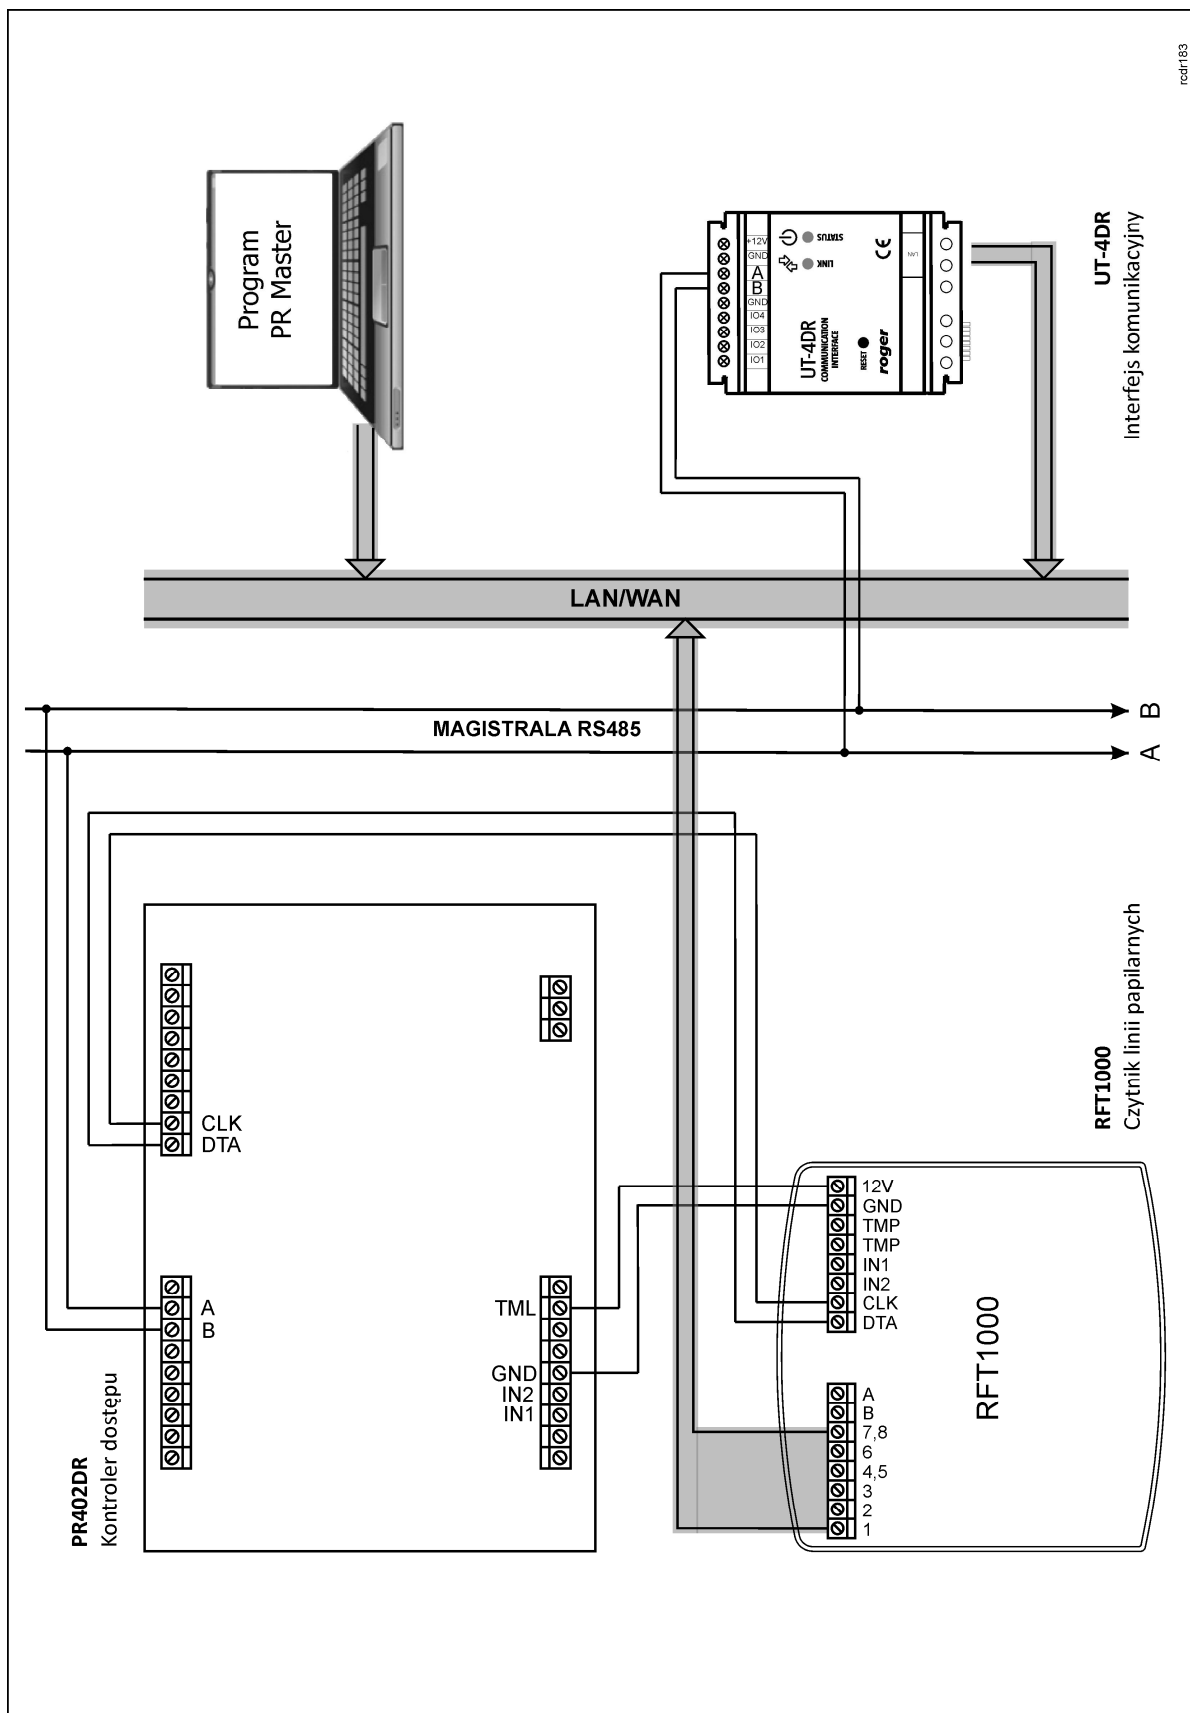 rcdr183
Program
PR Master
+12V
GND
A
B
GND
IO4
IO3
IO2
IO1
STATUS
LINK
CE
UT-4DR
COMMUNICATION
INTERFACE
RESET
roger
LAN
UT-4DR
Interfejs komunikacyjny
LAN/WAN
MAGISTRALA RS485
B
A
CLK
DTA
A
B
TML
GND
IN2
IN1
PR402DR
Kontroler dostępu
RFT1000
Czytnik linii papilarnych
12V
GND
TMP
TMP
IN1
IN2
CLK
DTA
A
B
7,8
6
4,5
3
2
1
RFT1000